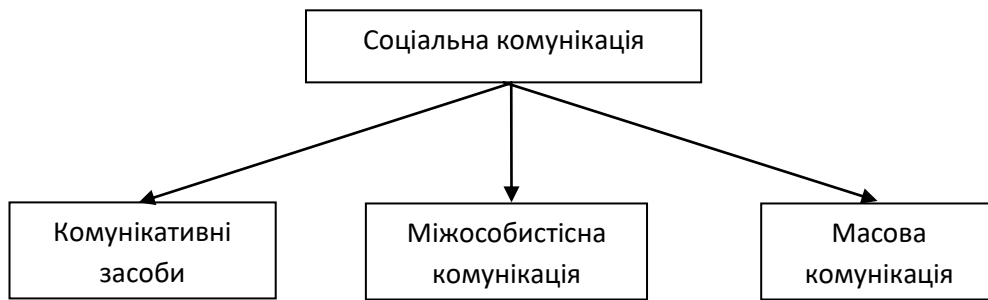 Соціальна комунікація
Комунікативні
засоби
Міжособистісна
комунікація
Масова
комунікація